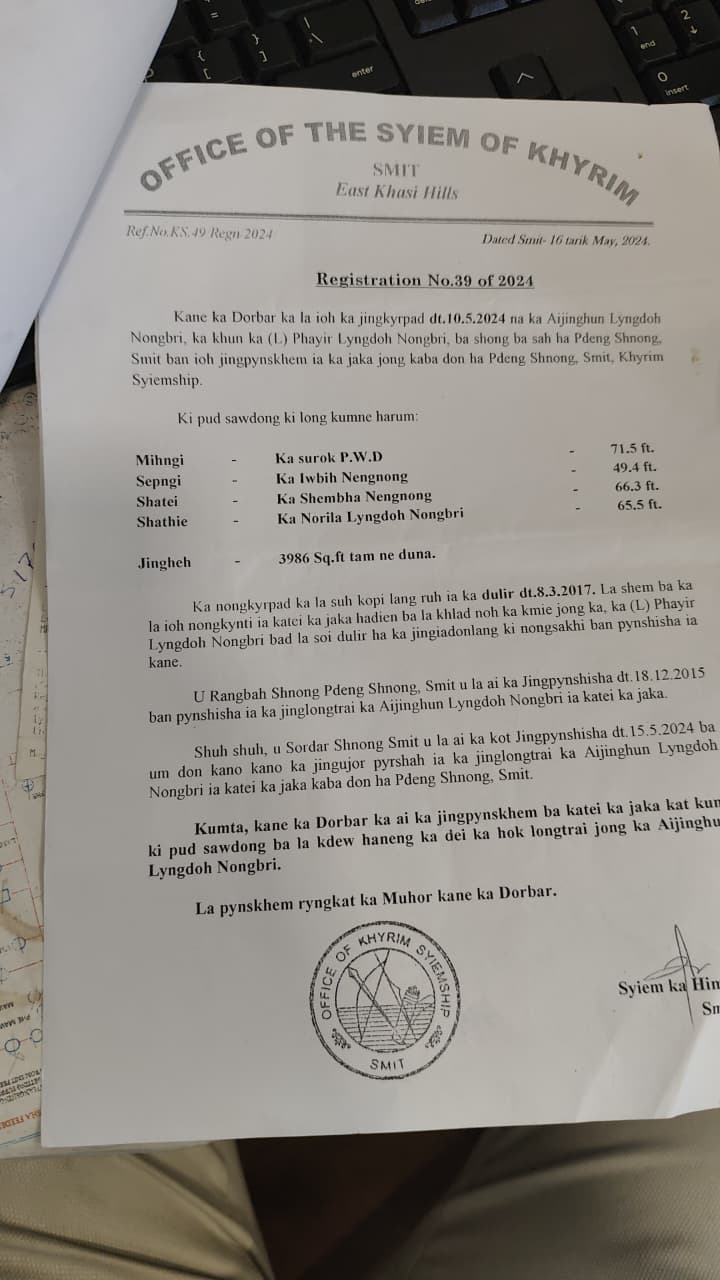 OFFICE OF THE SYIEM OF KHYRIM
SMIT
East Khasi Hills
Ref.No.KS.49 Regn 2024
Dated Smit- 16 tarik May, 2024.
Registration No.39 of 2024
Kane ka Dorbar ka la ioh ka jingkyrpad dt.10.5.2024 na ka Aijinghun Lyngdoh
Nongbri, ka khun ka (L) Phayir Lyngdoh Nongbri, ba shong ba sah ha Pdeng Shnong,
Smit ban ioh jingpynskhem ia ka jaka jong kaba don ha Pdeng Shnong, Smit, Khyrim
Syiemship.
Ki pud sawdong ki long kumne harum:
Mihngi - Ka surok P.W.D - 71.5 ft.
Sepngi - Ka Iwbih Nengnong - 49.4 ft.
Shatei - Ka Shembha Nengnong - 66.3 ft.
Shathie - Ka Norila Lyngdoh Nongbri - 65.5 ft.
Jingheh - 3986 Sq.ft tam ne duna.
Ka nongkyrpad ka la suh kopi lang ruh ia ka dulir dt.8.3.2017. La shem ba ka
la ioh nongkynti ia katei ka jaka hadien ba la khlad noh ka kmie jong ka, ka (L) Phayir
Lyngdoh Nongbri bad la soi dulir ha ka jingiadonlang ki nongsakhi ban pynshisha ia
kane.
U Rangbah Shnong Pdeng Shnong, Smit u la ai ka Jingpynshisha dt.18.12.2015
ban pynshisha ia ka jinglongtrai ka Aijinghun Lyngdoh Nongbri ia katei ka jaka.
Shuh shuh, u Sordar Shnong Smit u la ai ka kot Jingpynshisha dt.15.5.2024 ba
um don kano kano ka jingujor pyrshah ia ka jinglongtrai ka Aijinghun Lyngdoh
Nongbri ia katei ka jaka kaba don ha Pdeng Shnong, Smit.
Kumta, kane ka Dorbar ka ai ka jingpynskhem ba katei ka jaka kat kum
ki pud sawdong ba la kdew haneng ka dei ka hok longtrai jong ka Aijinghu
Lyngdoh Nongbri.
La pynskhem ryngkat ka Muhor kane ka Dorbar.
OFFICE OF KHYRIM SYIEMSHIP
SMIT
Syiem ka Him
Sm